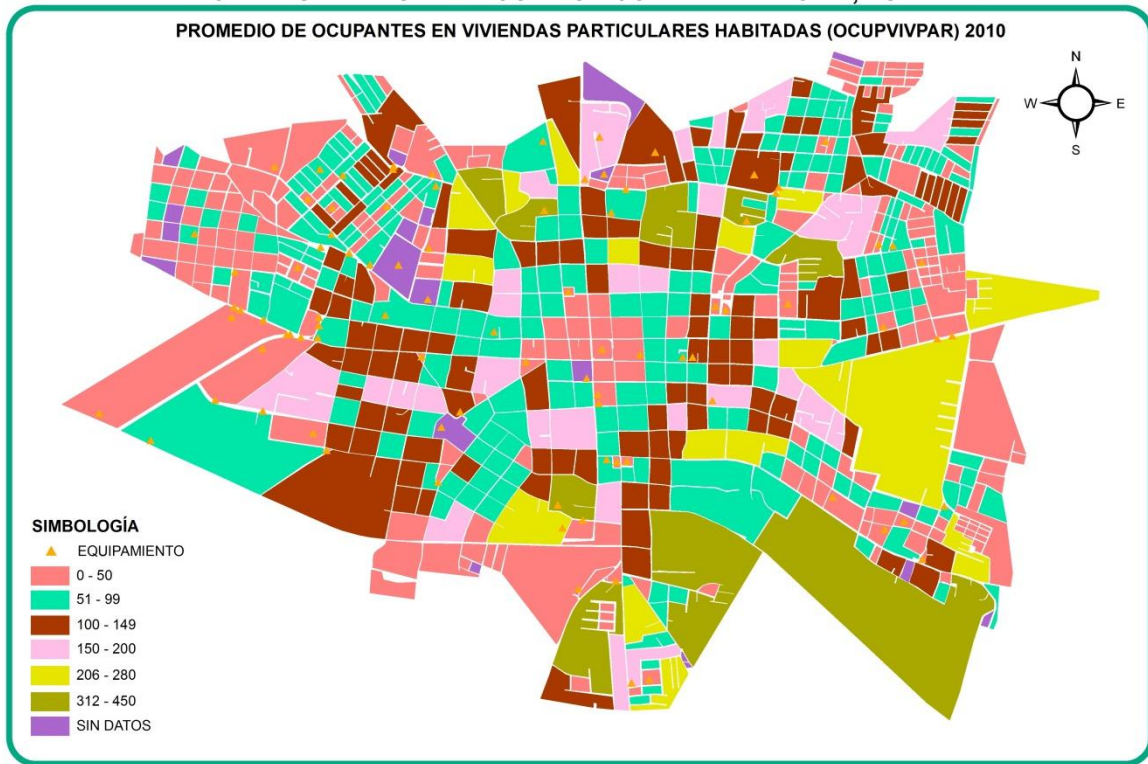 PROMEDIO DE OCUPANTES EN VIVIENDAS PARTICULARES HABITADAS (OCUPVIVPAR) 2010
N
W E
S
SIMBOLOGÍA
EQUIPAMIENTO
0 - 50
51 - 99
100 - 149
150 - 200
206 - 280
312 - 450
SIN DATOS